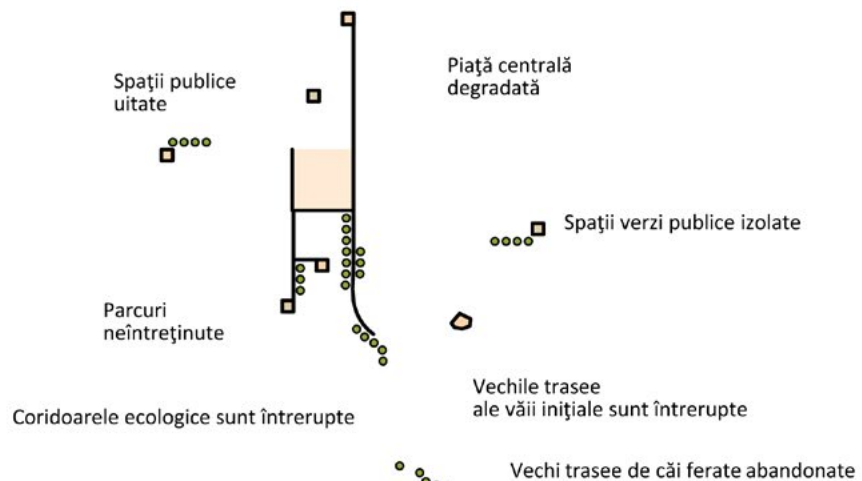 Piaţă centrală
degradată
Spaţii publice
uitate
Spaţii verzi publice izolate
Parcuri
neîntreţinute
Vechile trasee
ale văii iniţiale sunt întrerupte
Coridoarele ecologice sunt întrerupte
Vechi trasee de căi ferate abandonate